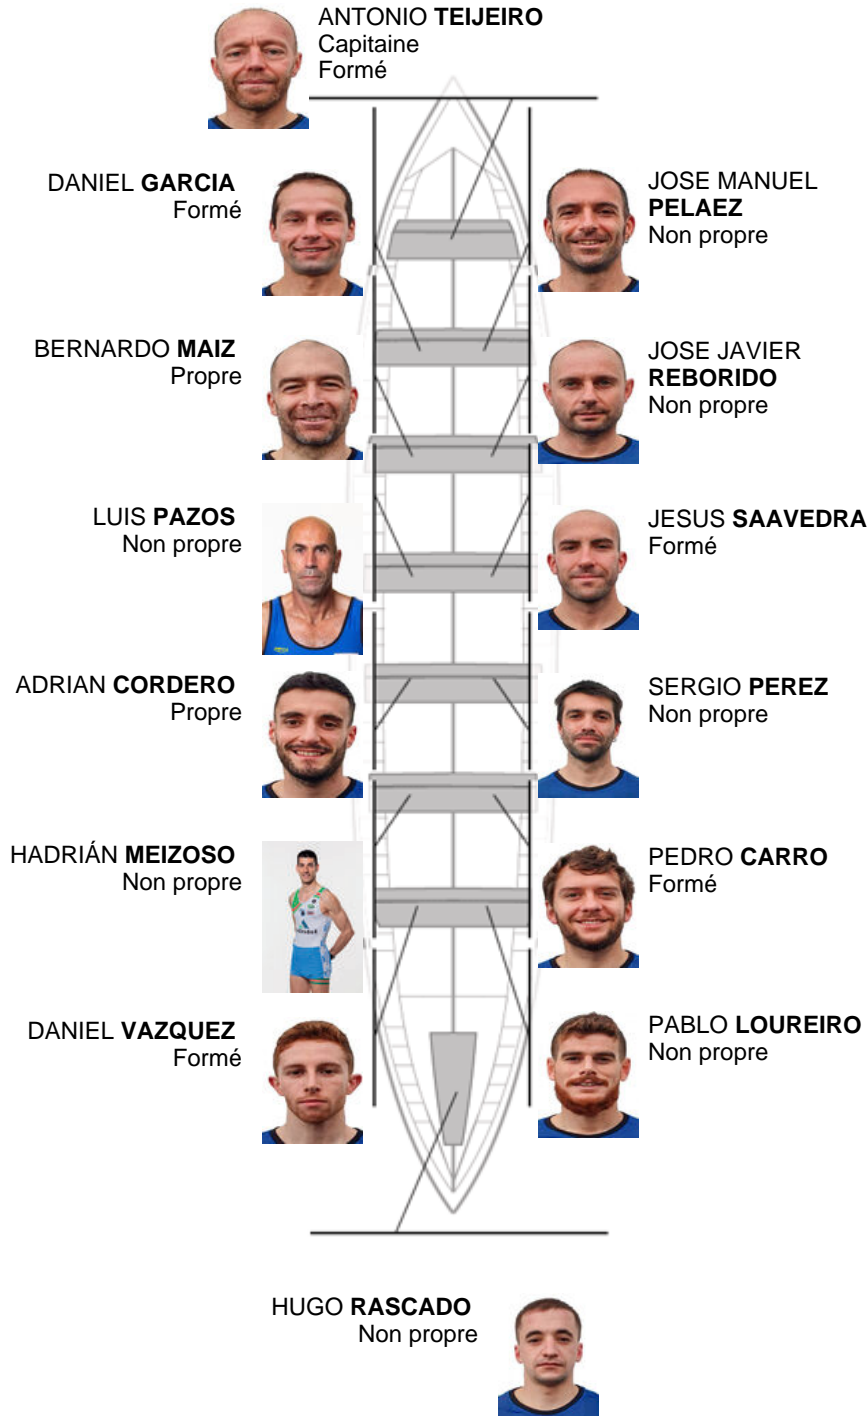 ANTONIO TEIJEIRO
Capitaine
Formé
DANIEL GARCIA
Formé
JOSE MANUEL
PELAEZ
Non propre
BERNARDO MAIZ
Propre
JOSE JAVIER
REBORIDO
Non propre
LUIS PAZOS
Non propre
JESUS SAAVEDRA
Formé
ADRIAN CORDERO
Propre
SERGIO PEREZ
Non propre
HADRIÁN MEIZOSO
Non propre
PEDRO CARRO
Formé
DANIEL VAZQUEZ
Formé
PABLO LOUREIRO
Non propre
HUGO RASCADO
Non propre